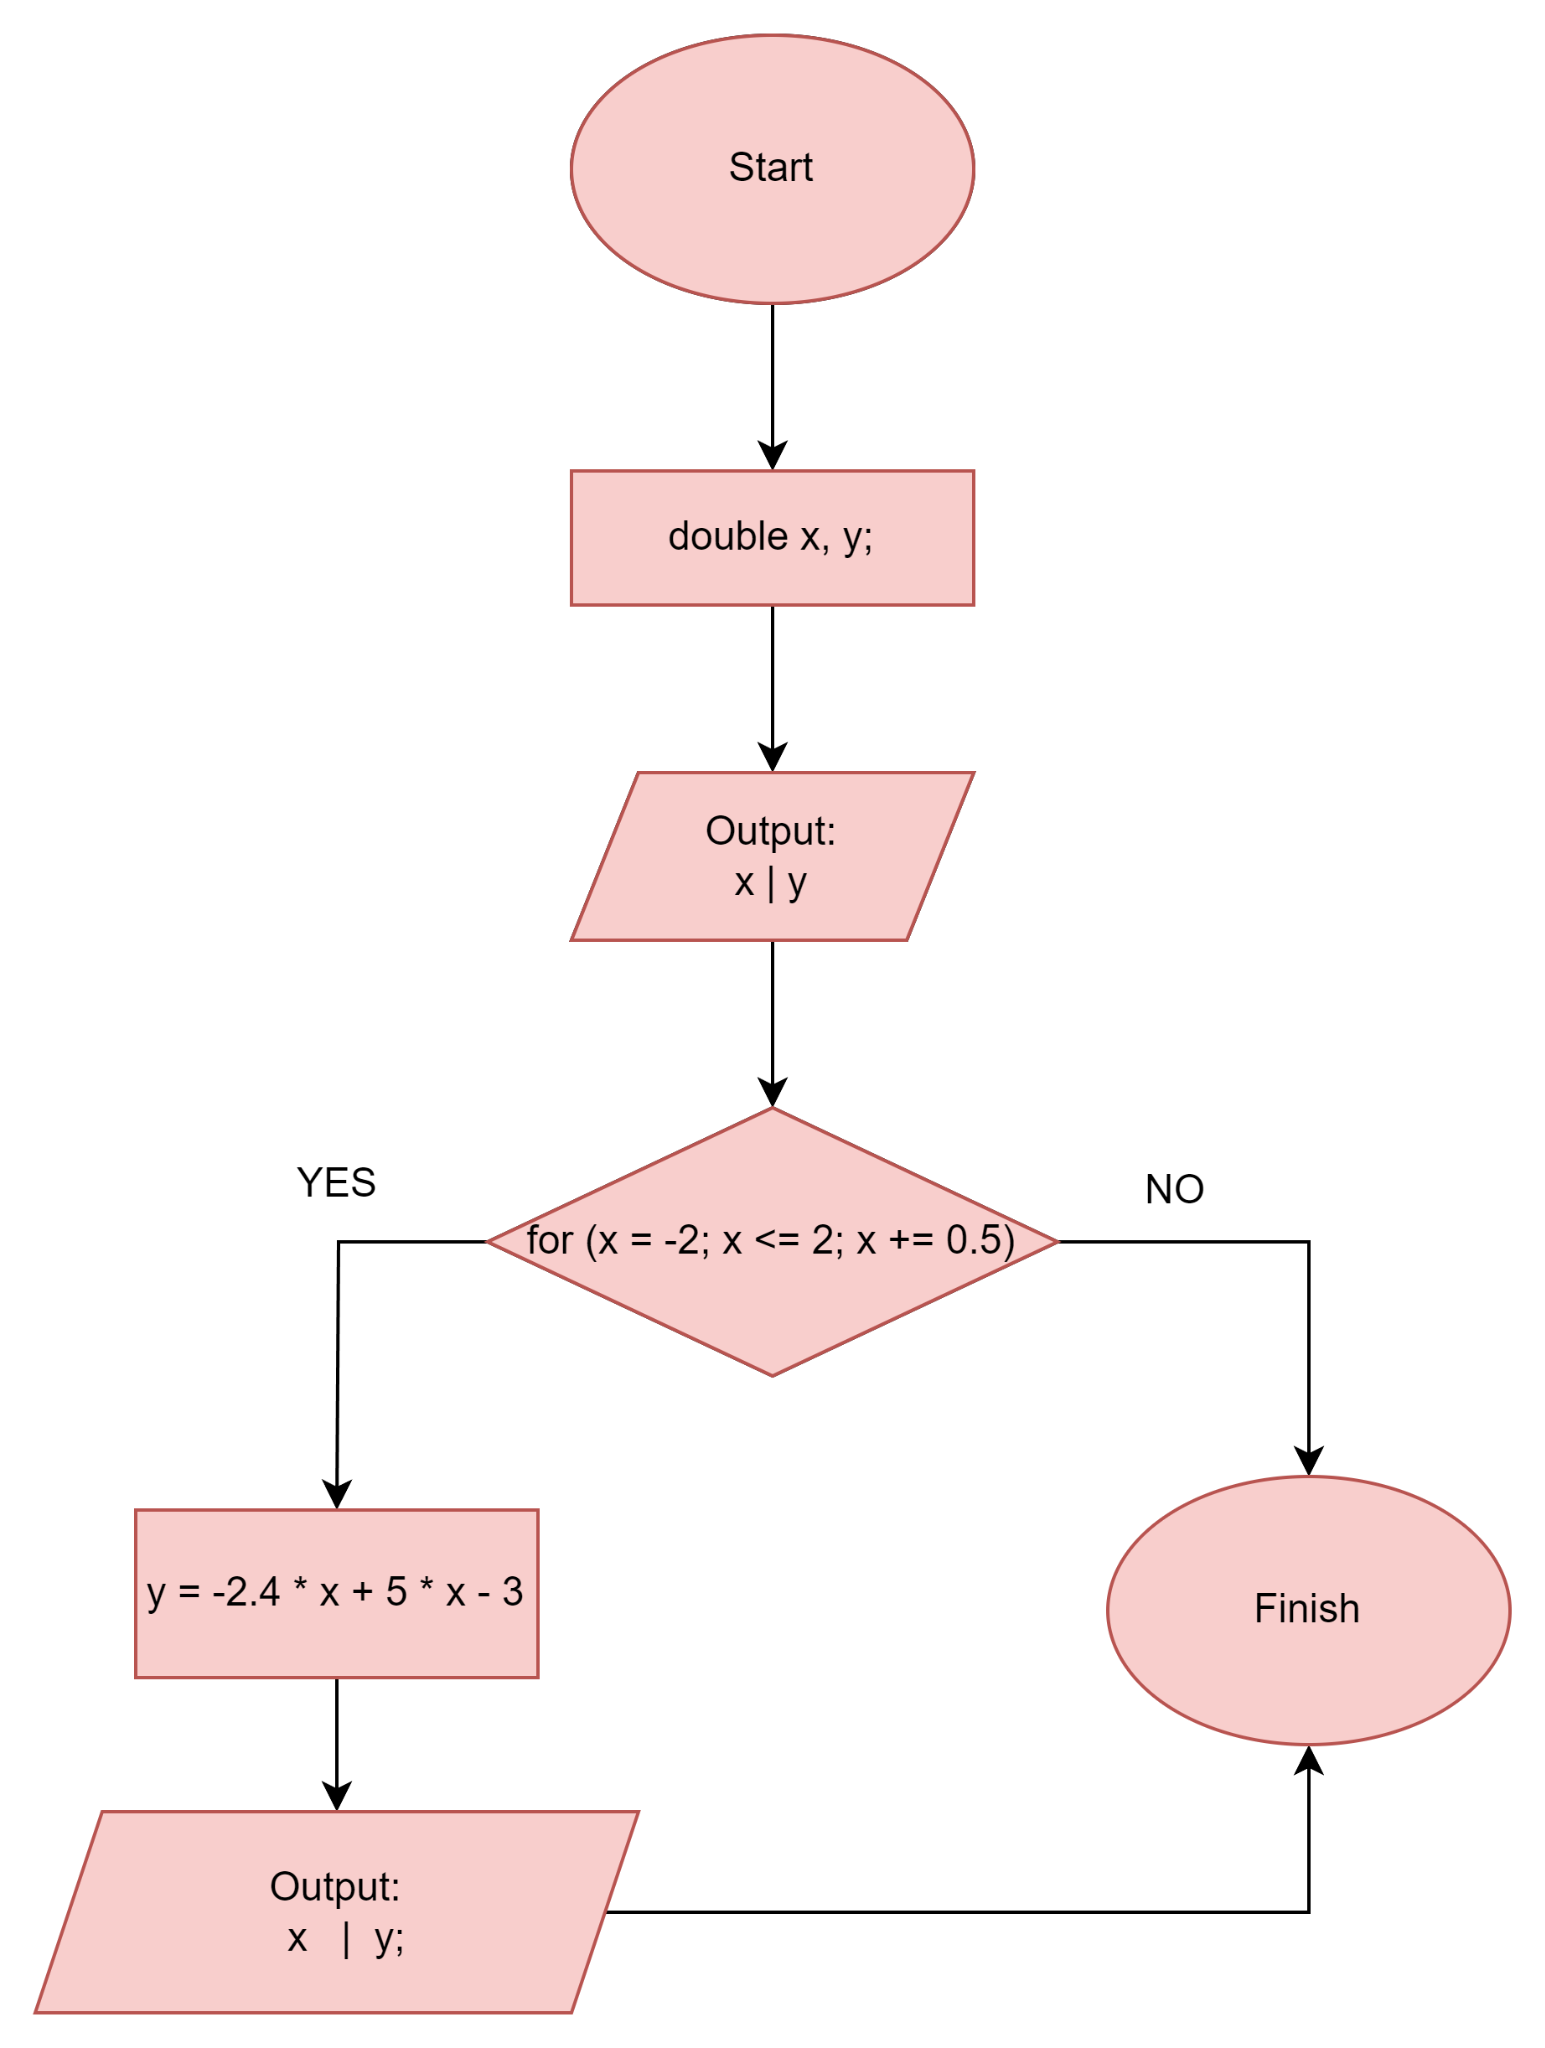 Start
double x, y;
Output:
x | y
YES
NO
for (x = -2; x <= 2; x += 0.5)
y = -2.4 * x + 5 * x - 3
Finish
Output:
x | y;